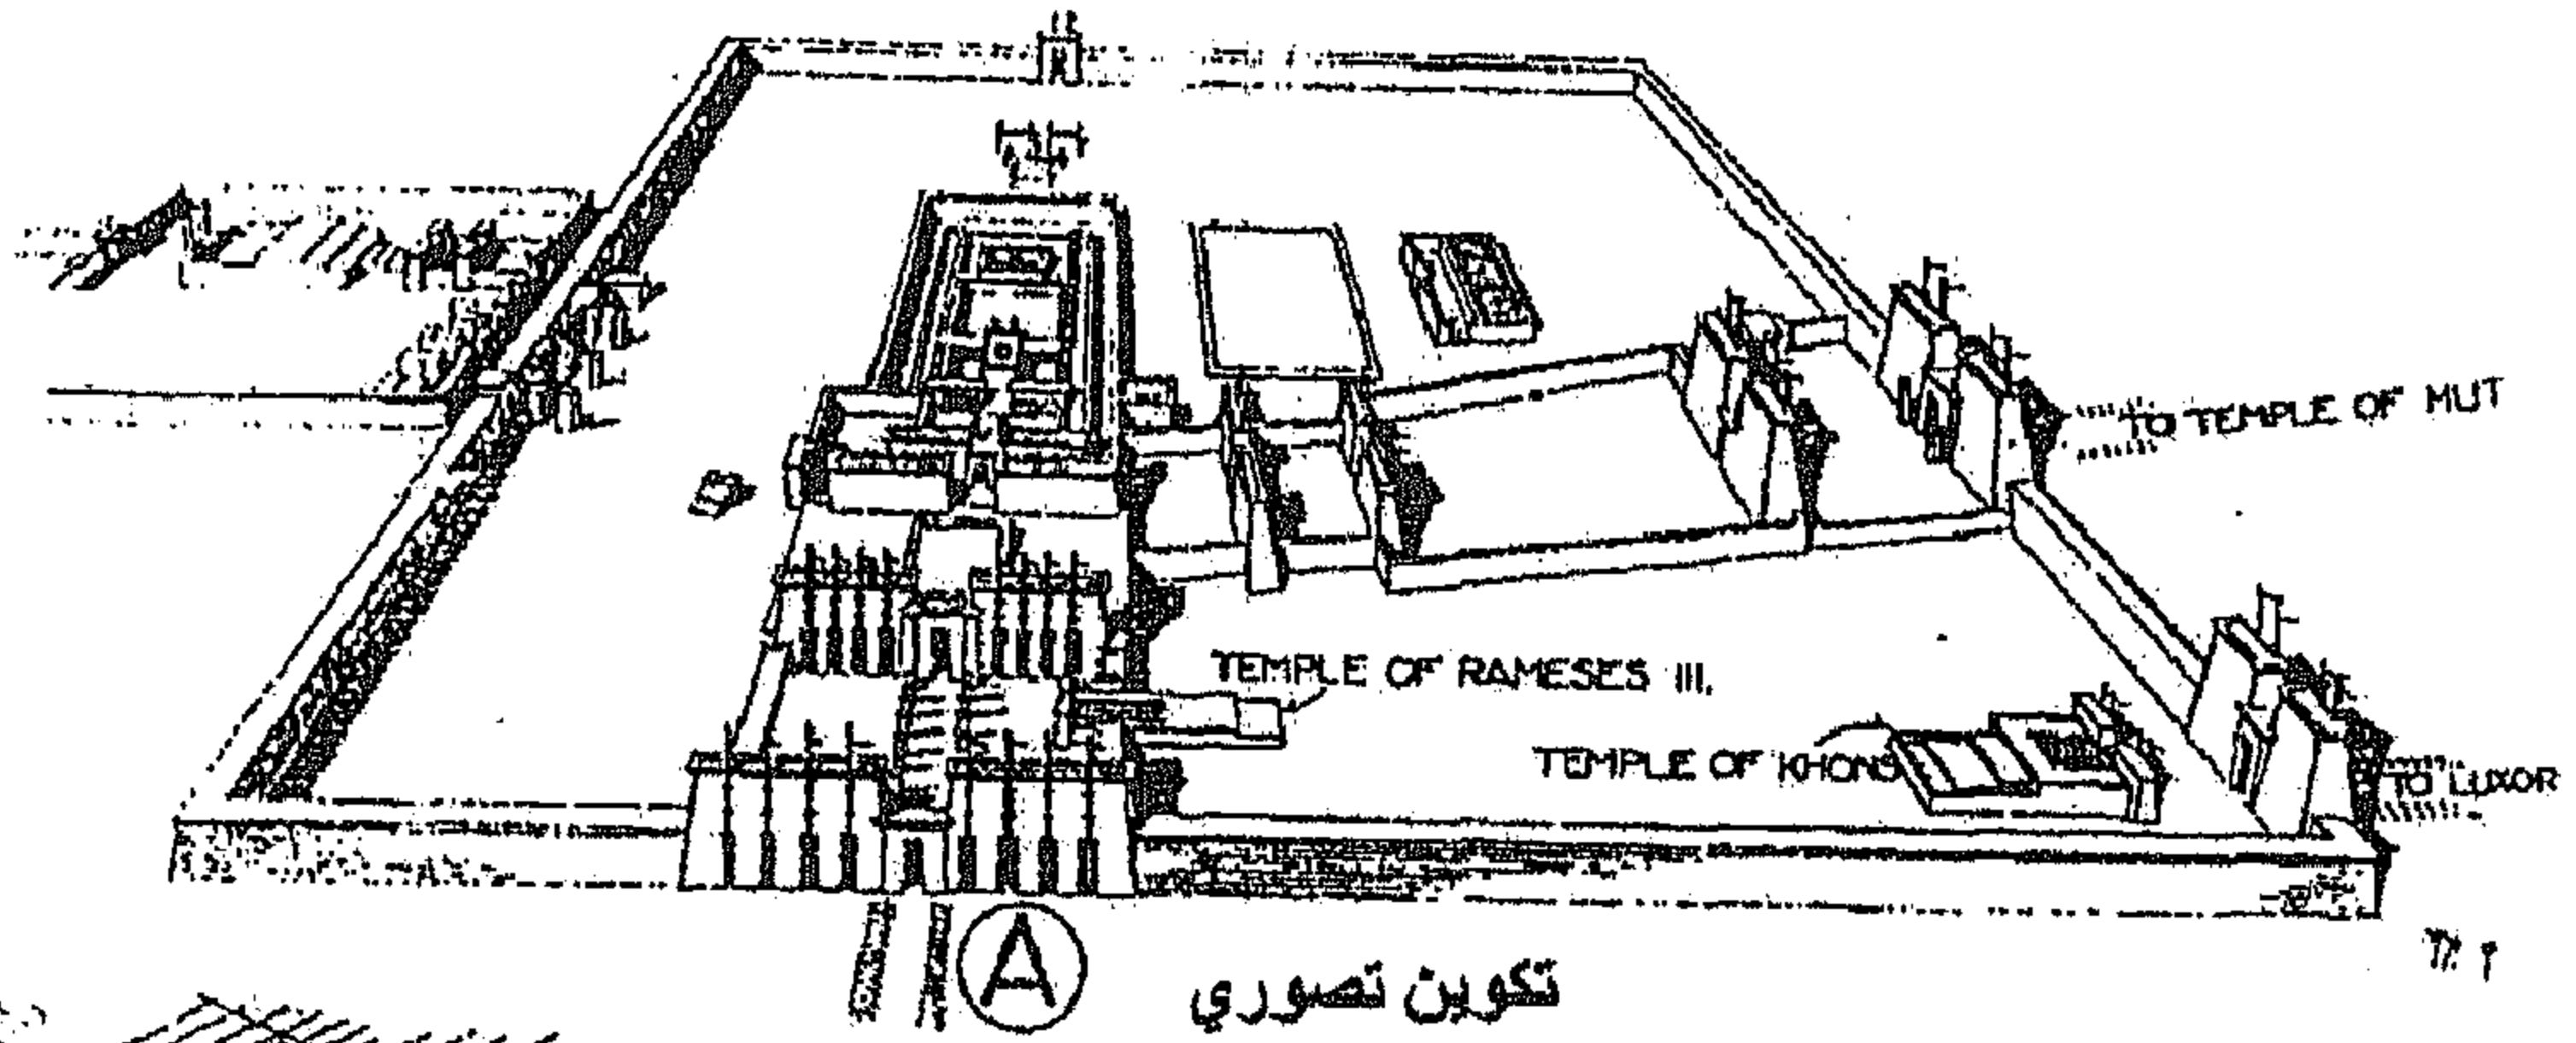 TO TEMPLE OF MUT
TEMPLE OF RAMESES III.
TEMPLE OF KHONS
TO LUXOR
A
تكوين تصوري